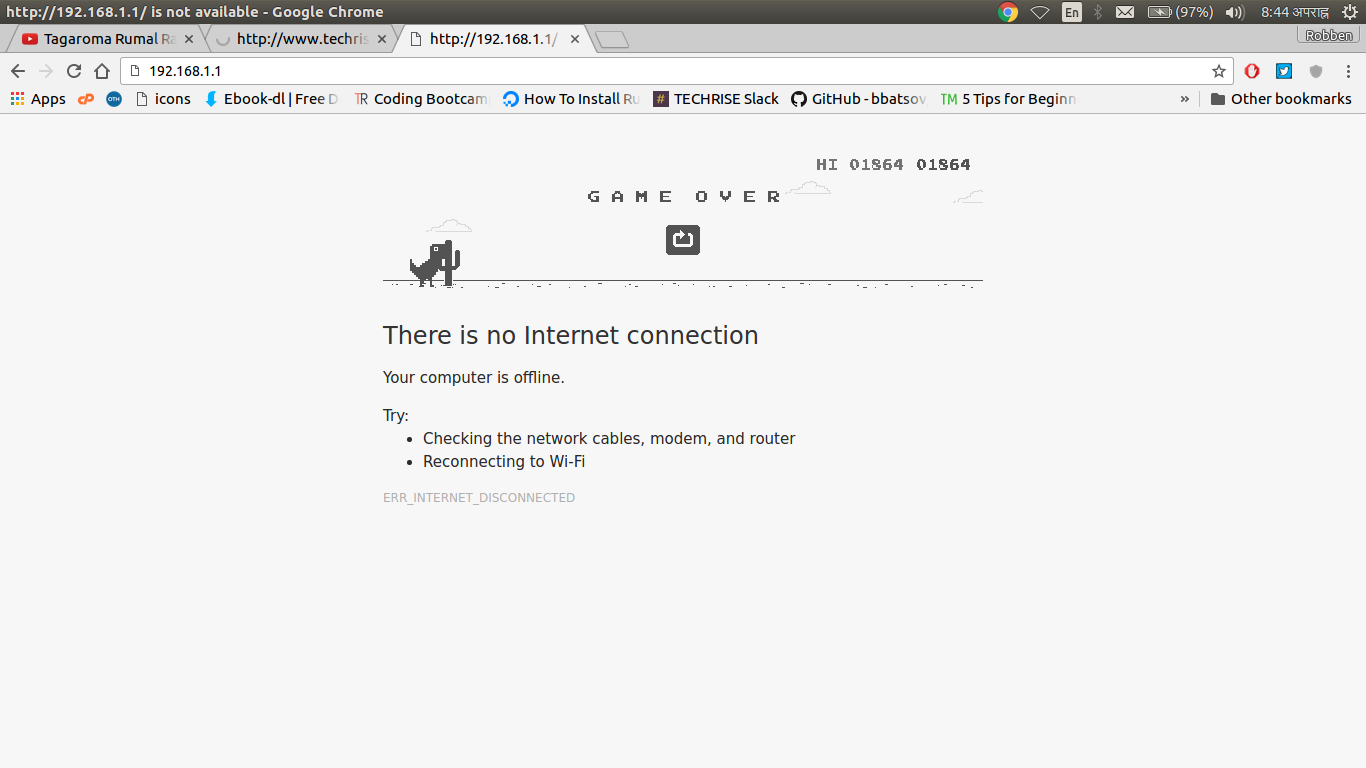 http://192.168.1.1/ is not available - Google Chrome
En
(97%)
8:44 अपराह्न
Tagaroma Rumal Ra
http://www.techris
http://192.168.1.1/
Robben
192.168.1.1
Apps
cP
OTH
icons
Ebook-dl | Free D
TR Coding Bootcam
How To Install Ru
# TECHRISE Slack
GitHub - bbatsov
TM 5 Tips for Beginn
»
Other bookmarks
HI 01864 01864
GAME OVER
There is no Internet connection
Your computer is offline.
Try:
• Checking the network cables, modem, and router
• Reconnecting to Wi-Fi
ERR_INTERNET_DISCONNECTED